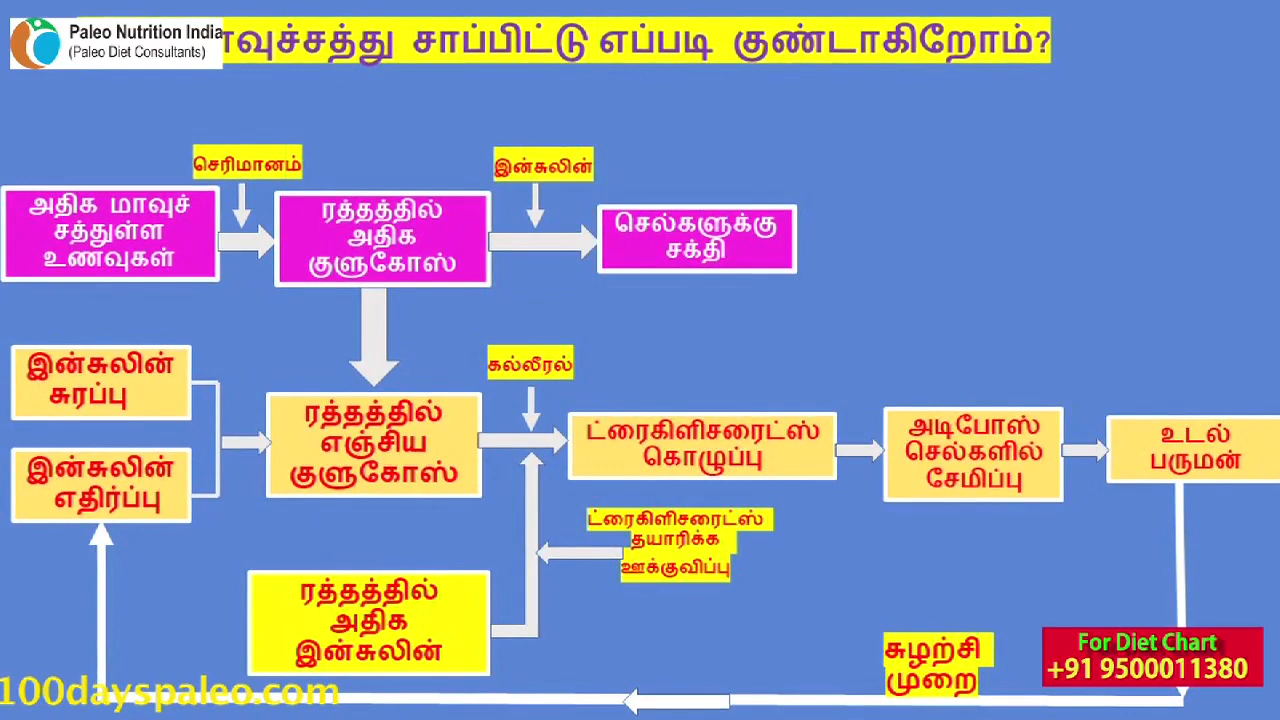 Paleo Nutrition India
(Paleo Diet Consultants)
சாப்பிட்டு எப்படி குண்டாகிறோம்?
செரிமானம்
இன்சுலின்
அதிக மாவுச்
சத்துள்ள
உணவுகள்
ரத்தத்தில்
அதிக
குளுகோஸ்
செல்களுக்கு
சக்தி
இன்சுலின்
சுரப்பு
கல்லீரல்
இன்சுலின்
எதிர்ப்பு
ரத்தத்தில்
எஞ்சிய
குளுகோஸ்
ட்ரைகிளிசரைட்ஸ்
கொழுப்பு
அடிபோஸ்
செல்களில்
சேமிப்பு
உடல்
பருமன்
ட்ரைகிளிசரைட்ஸ்
தயாரிக்க
ஊக்குவிப்பு
ரத்தத்தில்
அதிக
இன்சுலின்
சுழற்சி
முறை
For Diet Chart
+91 9500011380
100dayspaleo.com